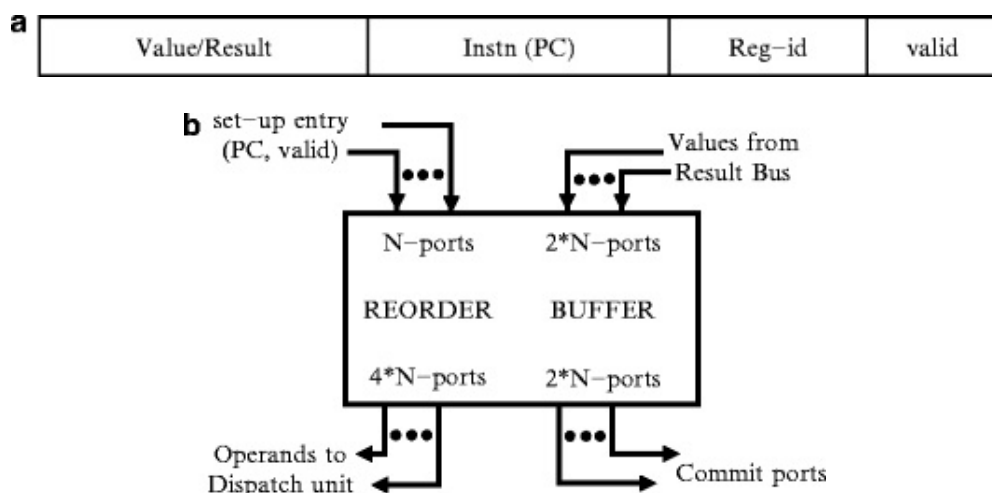 a
Value/Result Instn (PC) Reg-id valid
b set-up entry
(PC, valid)
Values from
Result Bus
N-ports 2*N-ports
REORDER BUFFER
4*N-ports 2*N-ports
Operands to
Dispatch unit
Commit ports